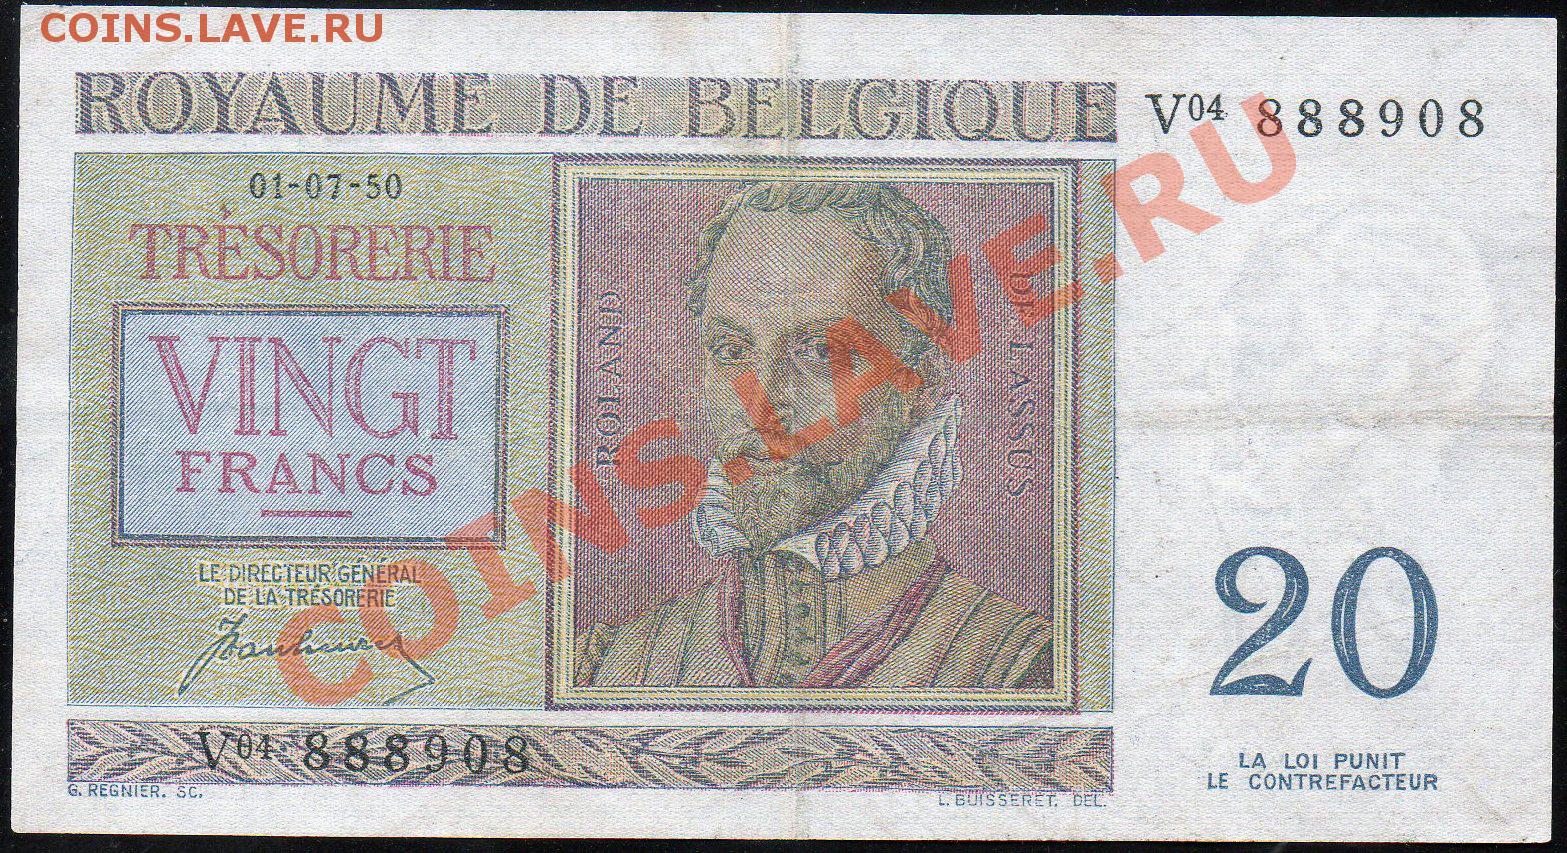 COINS.LAVE.RU
ROYAUME DE BELGIQUE
V04 888908
01-07-50
TRÉSORERIE
VINGT
FRANCS
ROLAND
DE LASSUS
LE DIRECTEUR GÉNÉRAL
DE LA TRÉSORERIE
COINS.LAVE.RU
20
V04 888908
LA LOI PUNIT
LE CONTREFACTEUR
G. REGNIER. SC.
L. BUISSERET. DEL.